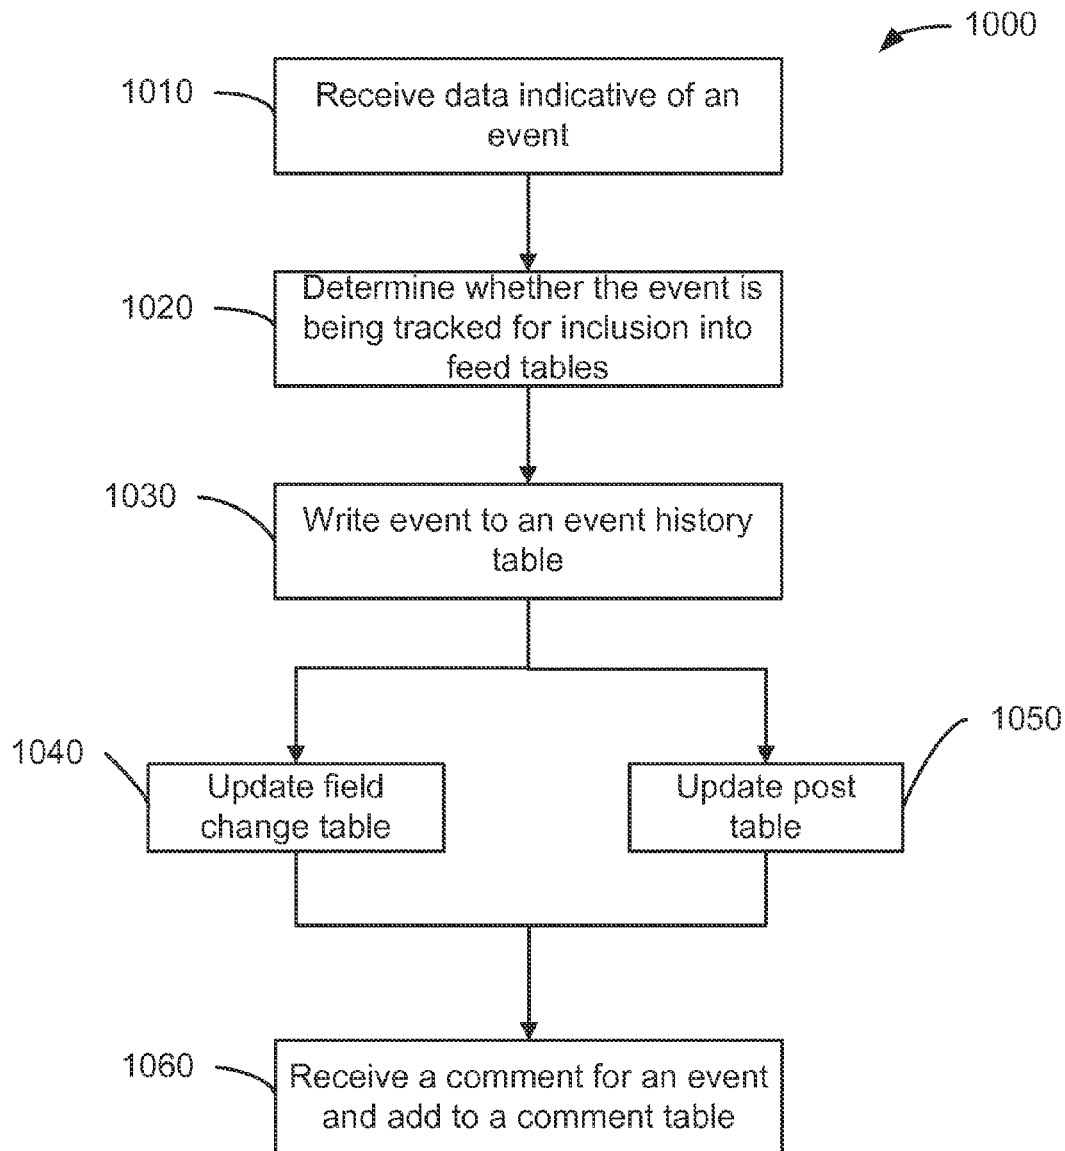 1000
1010
Receive data indicative of an
event
1020
Determine whether the event is
being tracked for inclusion into
feed tables
1030
Write event to an event history
table
1040
Update field
change table
1050
Update post
table
1060
Receive a comment for an event
and add to a comment table